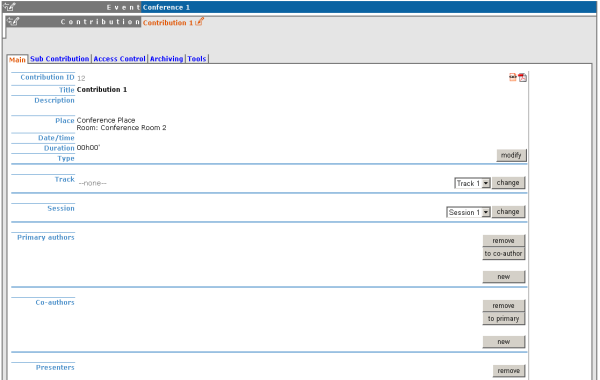 Event Conference 1
Contribution Contribution 1
Main Sub Contribution Access Control Archiving Tools
Contribution ID 12
Title Contribution 1
Description
Place Conference Place
Room: Conference Room 2
Date/time
Duration 00h00'
Type modify
Track --none-- Track 1 change
Session Session 1 change
Primary authors remove
to co-author
new
Co-authors remove
to primary
new
Presenters remove